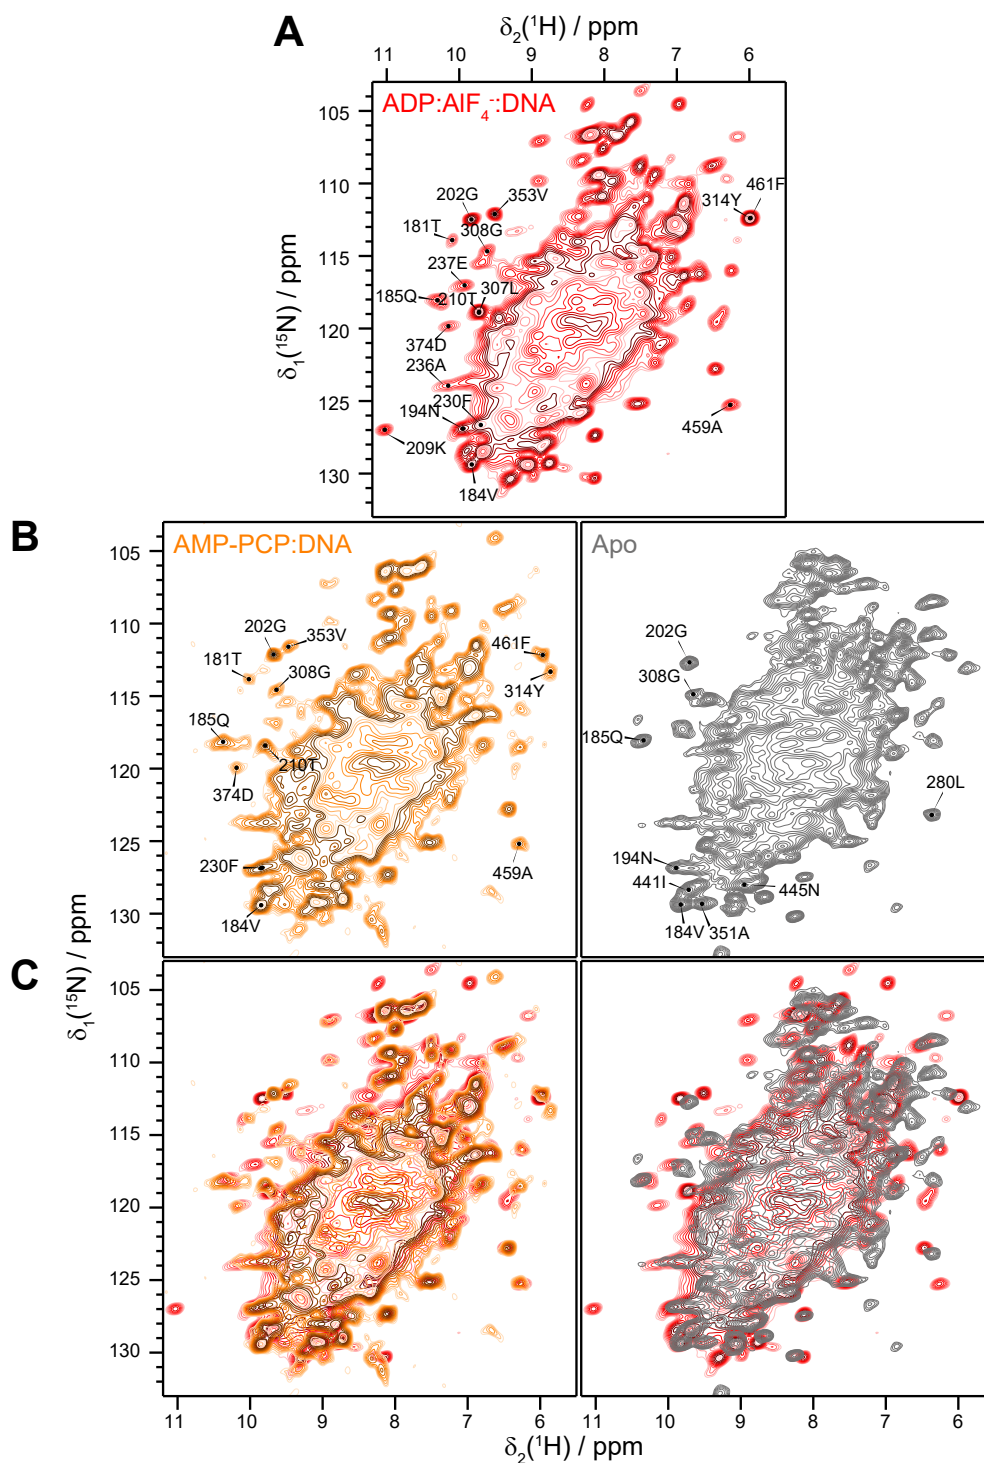 A
δ₂(¹H) / ppm
11 10 9 8 7 6
ADP:AlF₄⁻:DNA
105
110
115
120
125
130
δ₁(¹⁵N) / ppm
461F
314Y
353V
202G
181T
308G
237E
185Q
210T
307L
374D
236A
230F
194N
209K
184V
459A
B
AMP-PCP:DNA
105
110
115
120
125
130
202G
353V
181T
308G
185Q
210T
374D
230F
184V
461F
314Y
459A
Apo
202G
308G
185Q
280L
194N
441I
445N
184V
351A
δ₁(¹⁵N) / ppm
C
105
110
115
120
125
130
11 10 9 8 7 6
11 10 9 8 7 6
δ₂(¹H) / ppm